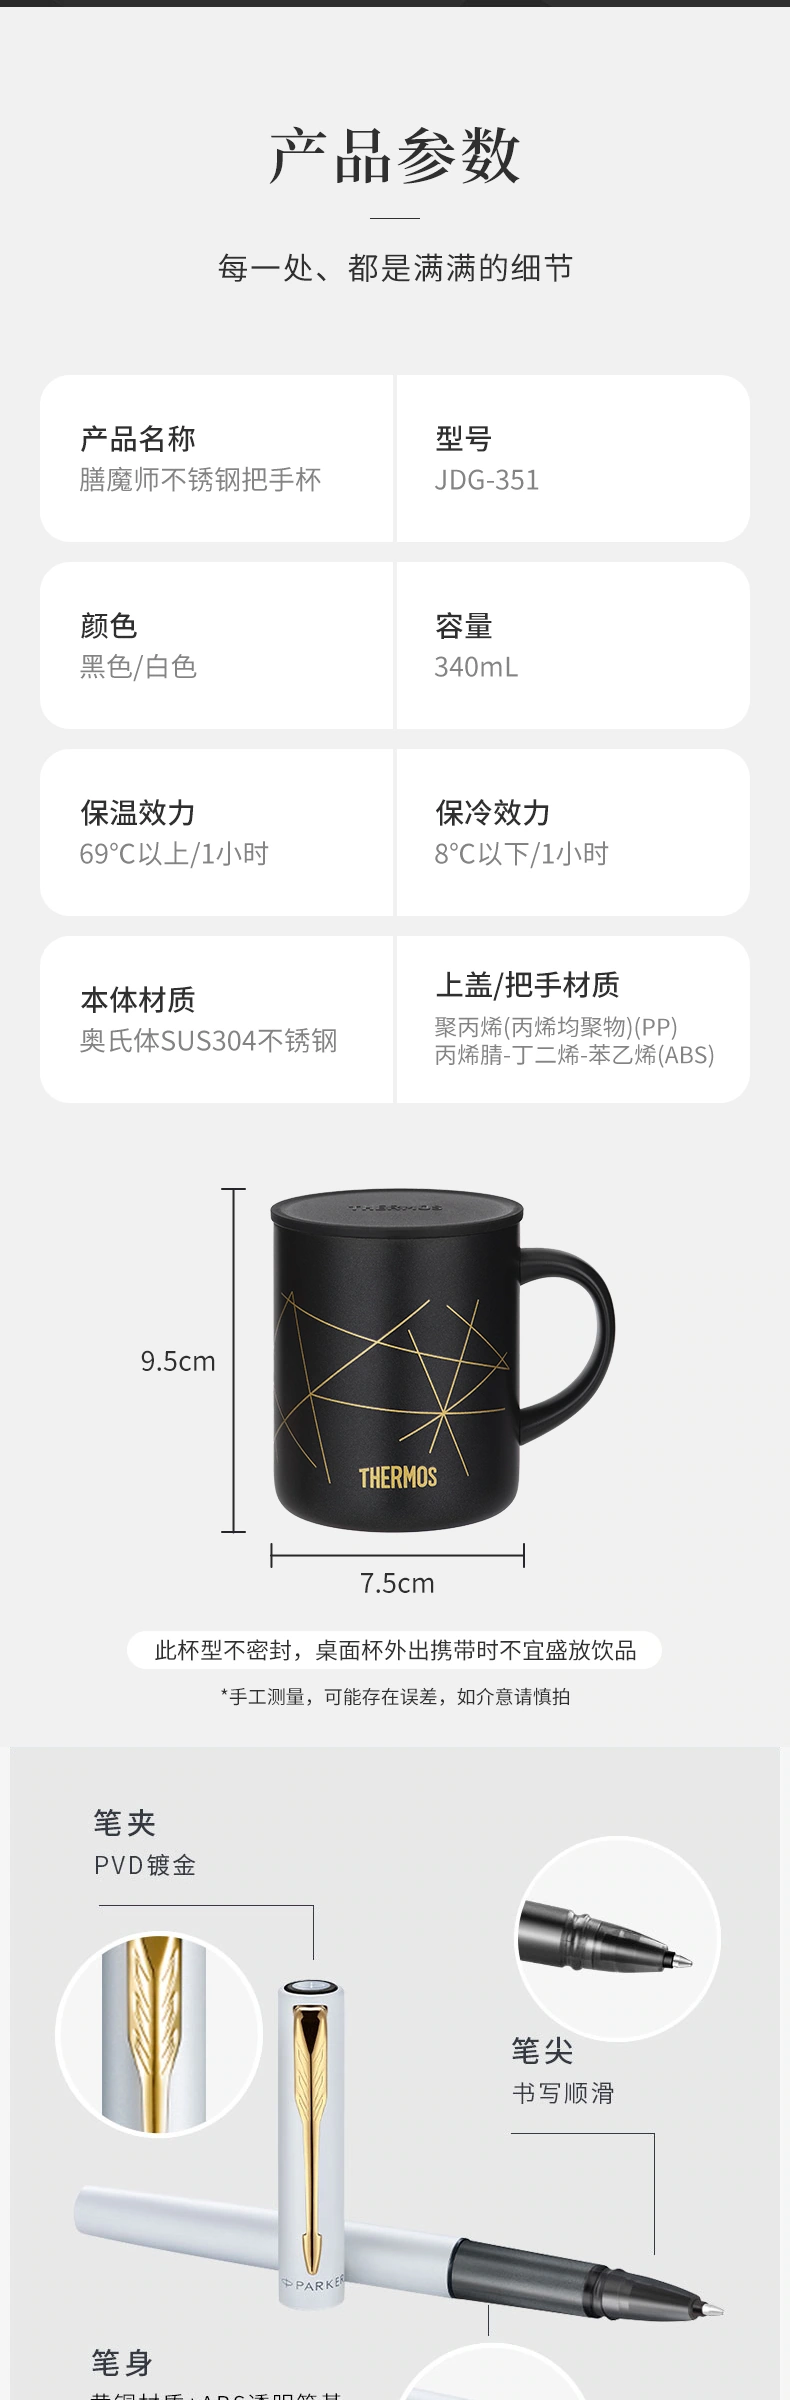 产品参数
每一处、都是满满的细节
产品名称
膳魔师不锈钢把手杯
型号
JDG-351
颜色
黑色/白色
容量
340mL
保温效力
69°C以上/1小时
保冷效力
8°C以下/1小时
本体材质
奥氏体SUS304不锈钢
上盖/把手材质
聚丙烯(丙烯均聚物)(PP)
丙烯腈-丁二烯-苯乙烯(ABS)
THERMOS
9.5cm
THERMOS
7.5cm
此杯型不密封，桌面杯外出携带时不宜盛放饮品
*手工测量，可能存在误差，如介意请慎拍
笔夹
PVD镀金
笔尖
书写顺滑
PARKER
笔身